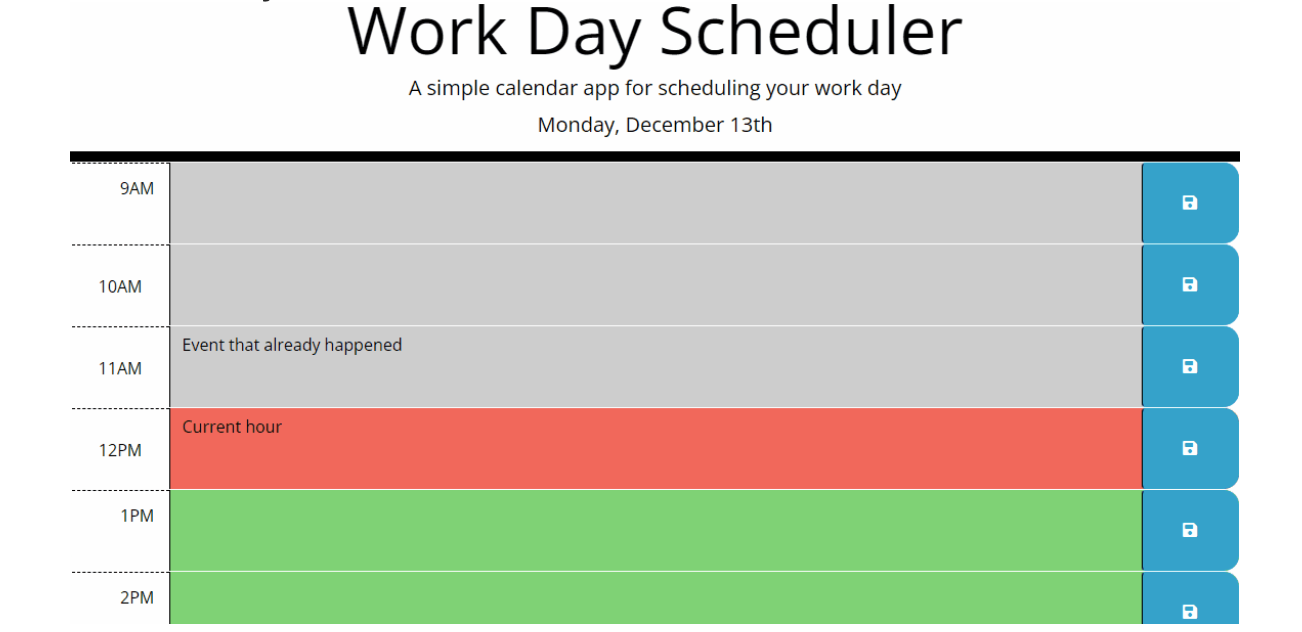 Work Day Scheduler
A simple calendar app for scheduling your work day
Monday, December 13th
9AM
10AM
Event that already happened
11AM
Current hour
12PM
1PM
2PM